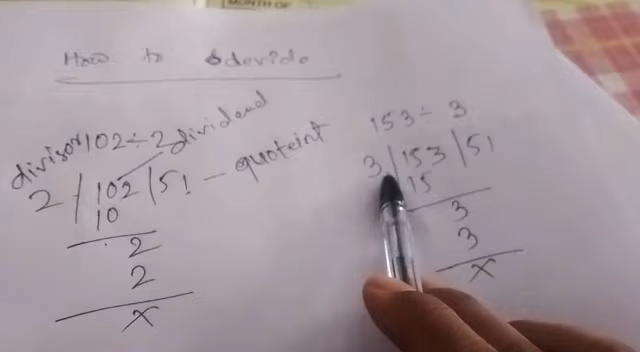 MONTH OF
How to devide
divisor 102÷2 dividend
2 / 102 / 51 - quoteint
10
2
2
x
153÷ 3
3 / 153 / 51
15
3
3
x